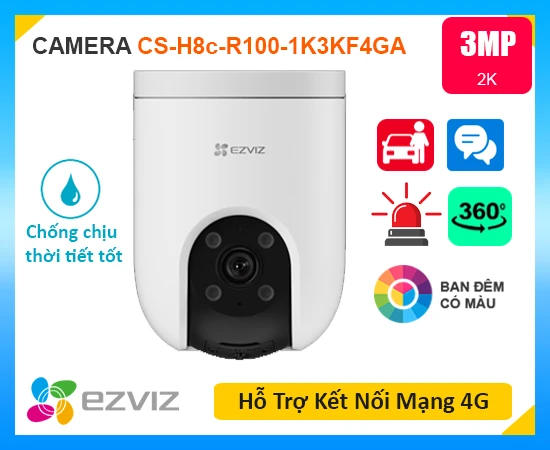 CAMERA CS-H8c-R100-1K3KF4GA
3MP
2K
EZVIZ
Chống chịu
thời tiết tốt
360°
BAN ĐÊM
CÓ MÀU
ezviz
Hỗ Trợ Kết Nối Mạng 4G